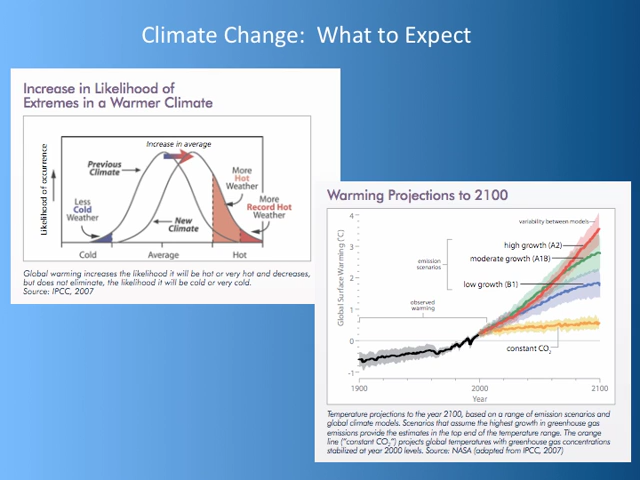 Climate Change:  What to Expect
Increase in Likelihood of
Extremes in a Warmer Climate
Likelihood of occurrence
Increase in average
Previous
Climate
More
Hot
Weather
Less
Cold
Weather
More
Record Hot
Weather
New
Climate
Cold
Average
Hot
Global warming increases the likelihood it will be hot or very hot and decreases,
but does not eliminate, the likelihood it will be cold or very cold.
Source: IPCC, 2007
Warming Projections to 2100
Global Surface Warming (°C)
4
3
2
1
0
-1
variability between models
high growth (A2)
moderate growth (A1B)
emission
scenarios
low growth (B1)
observed
warming
constant CO₂
1900
2000
2100
Year
Temperature projections to the year 2100, based on a range of emission scenarios and
global climate models. Scenarios that assume the highest growth in greenhouse gas
emissions provide the estimates in the top end of the temperature range. The orange
line ("constant CO₂") projects global temperatures with greenhouse gas concentrations
stabilized at year 2000 levels. Source: NASA (adapted from IPCC, 2007)